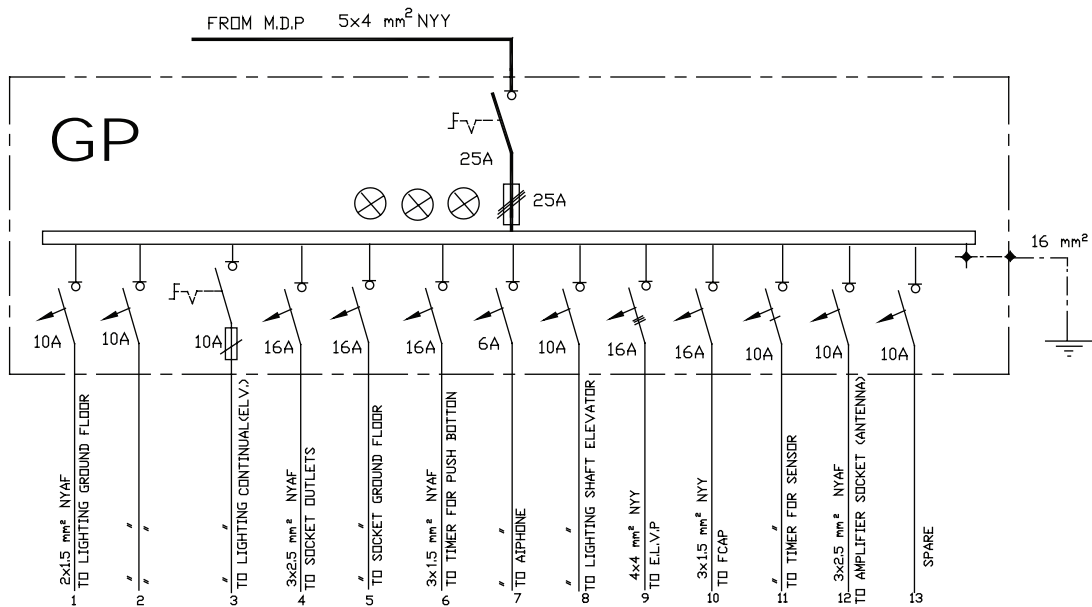 FROM M.D.P 5x4 mm² NYY
GP
25A
25A
16 mm²
10A
10A
10A
16A
16A
16A
6A
10A
16A
16A
10A
10A
10A
2x1.5 mm² NYAF
TO LIGHTING GROUND FLOOR
1
" "
" "
2
"
" TO LIGHTING CONTINUAL(ELV.)
3
3x2.5 mm² NYAF
TO SOCKET OUTLETS
4
"
" TO SOCKET GROUND FLOOR
5
3x1.5 mm² NYAF
TO TIMER FOR PUSH BOTTON
6
"
" TO AIPHONE
7
"
" TO LIGHTING SHAFT ELEVATOR
8
4x4 mm² NYY
TO E.L.V.P
9
3x1.5 mm² NYY
TO FCAP
10
"
" TO TIMER FOR SENSOR
11
3x2.5 mm² NYAF
TO AMPLIFIER SOCKET (ANTENNA)
12
SPARE
13